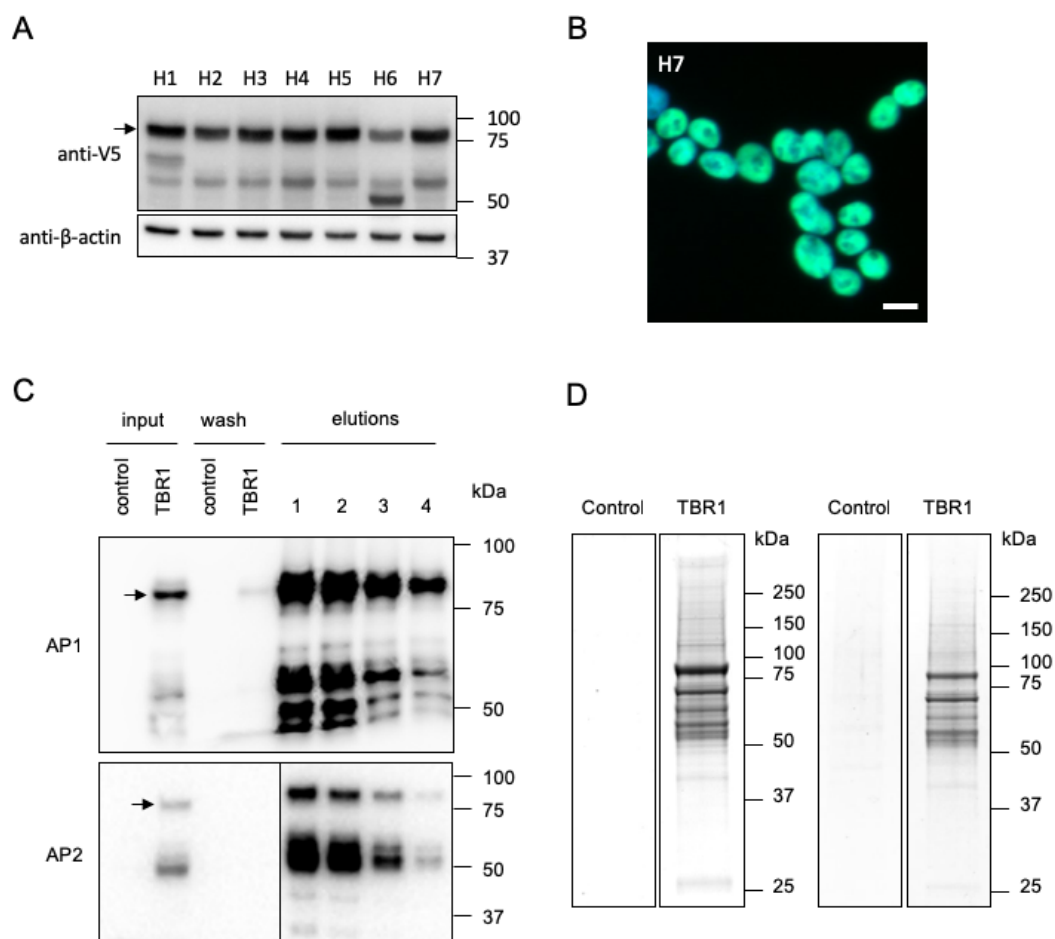 A
H1 H2 H3 H4 H5 H6 H7
100
75
anti-V5
50
anti-β-actin
37
B
H7
C
input wash elutions
control TBR1 control TBR1 1 2 3 4 kDa
100
75
AP1
50
100
75
AP2
50
37
D
Control TBR1 Control TBR1
kDa kDa
250 250
150 150
100 100
75 75
50 50
37 37
25 25